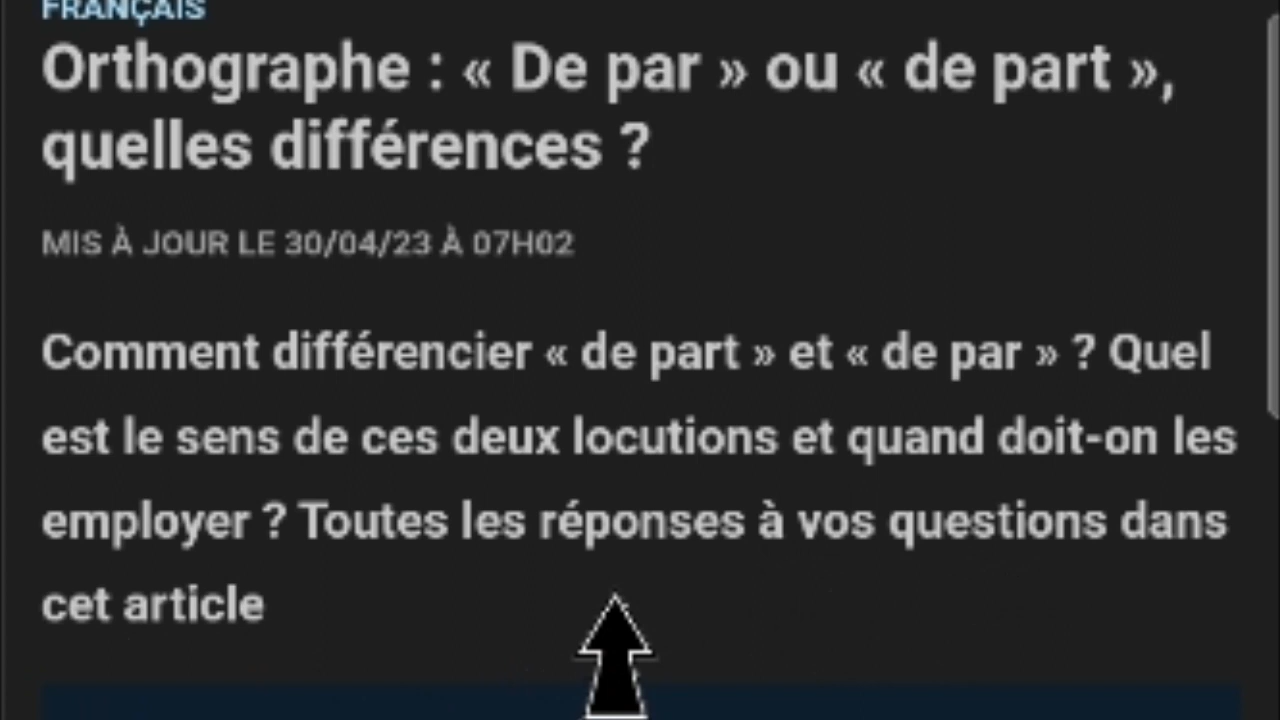 FRANÇAIS
Orthographe : « De par » ou « de part »,
quelles différences ?
MIS À JOUR LE 30/04/23 À 07H02
Comment différencier « de part » et « de par » ? Quel
est le sens de ces deux locutions et quand doit-on les
employer ? Toutes les réponses à vos questions dans
cet article